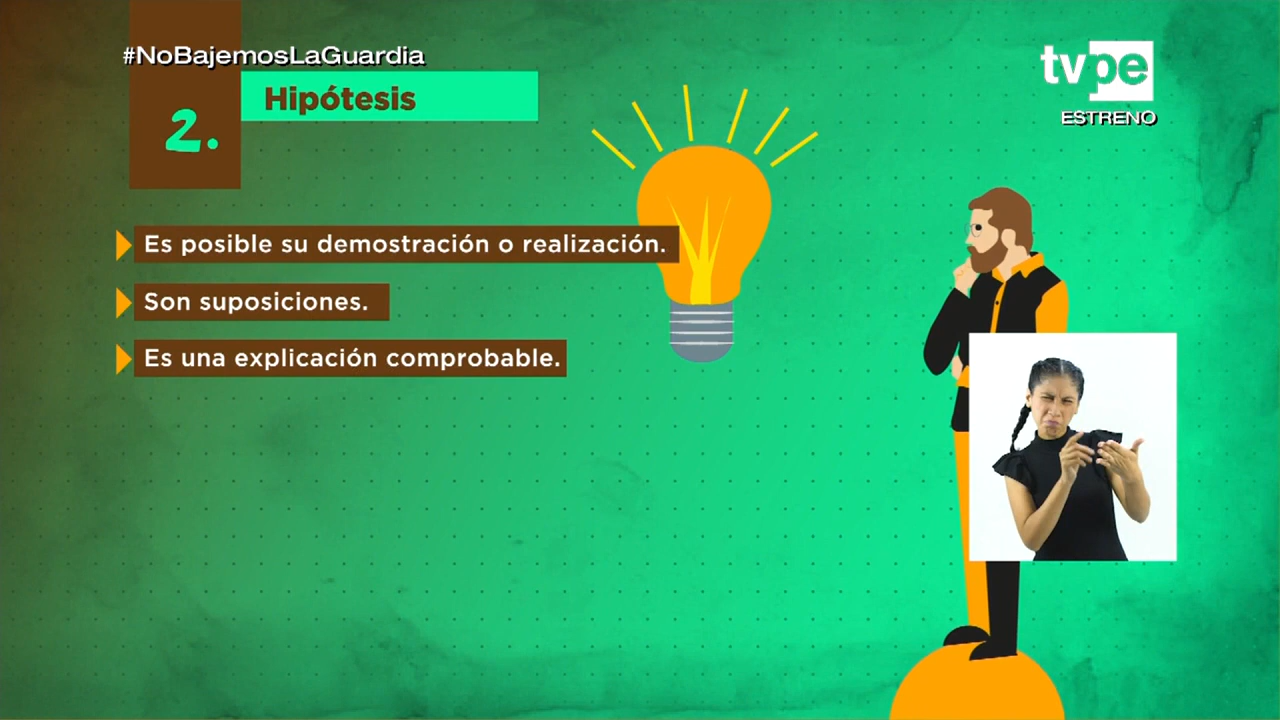 #NoBajemosLaGuardia
tvpe
ESTRENO
2.
Hipótesis
Es posible su demostración o realización.
Son suposiciones.
Es una explicación comprobable.